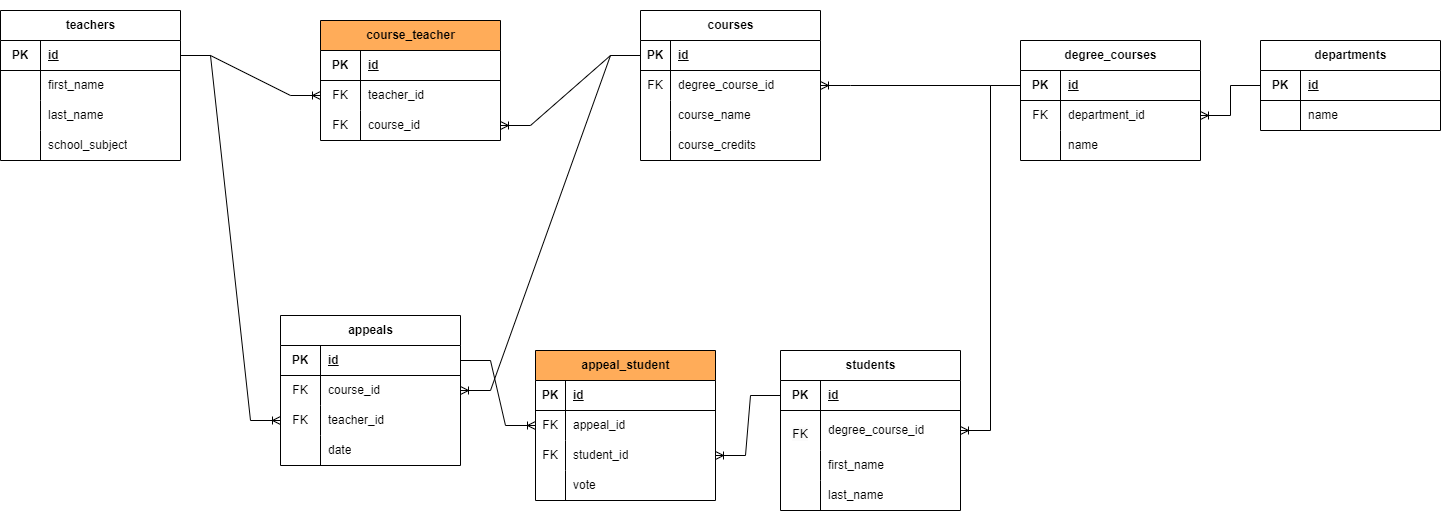 teachers
PK id
first_name
last_name
school_subject
course_teacher
PK id
FK teacher_id
FK course_id
courses
PK id
FK degree_course_id
course_name
course_credits
degree_courses
PK id
FK department_id
name
departments
PK id
name
appeals
PK id
FK course_id
FK teacher_id
date
appeal_student
PK id
FK appeal_id
FK student_id
vote
students
PK id
FK degree_course_id
first_name
last_name